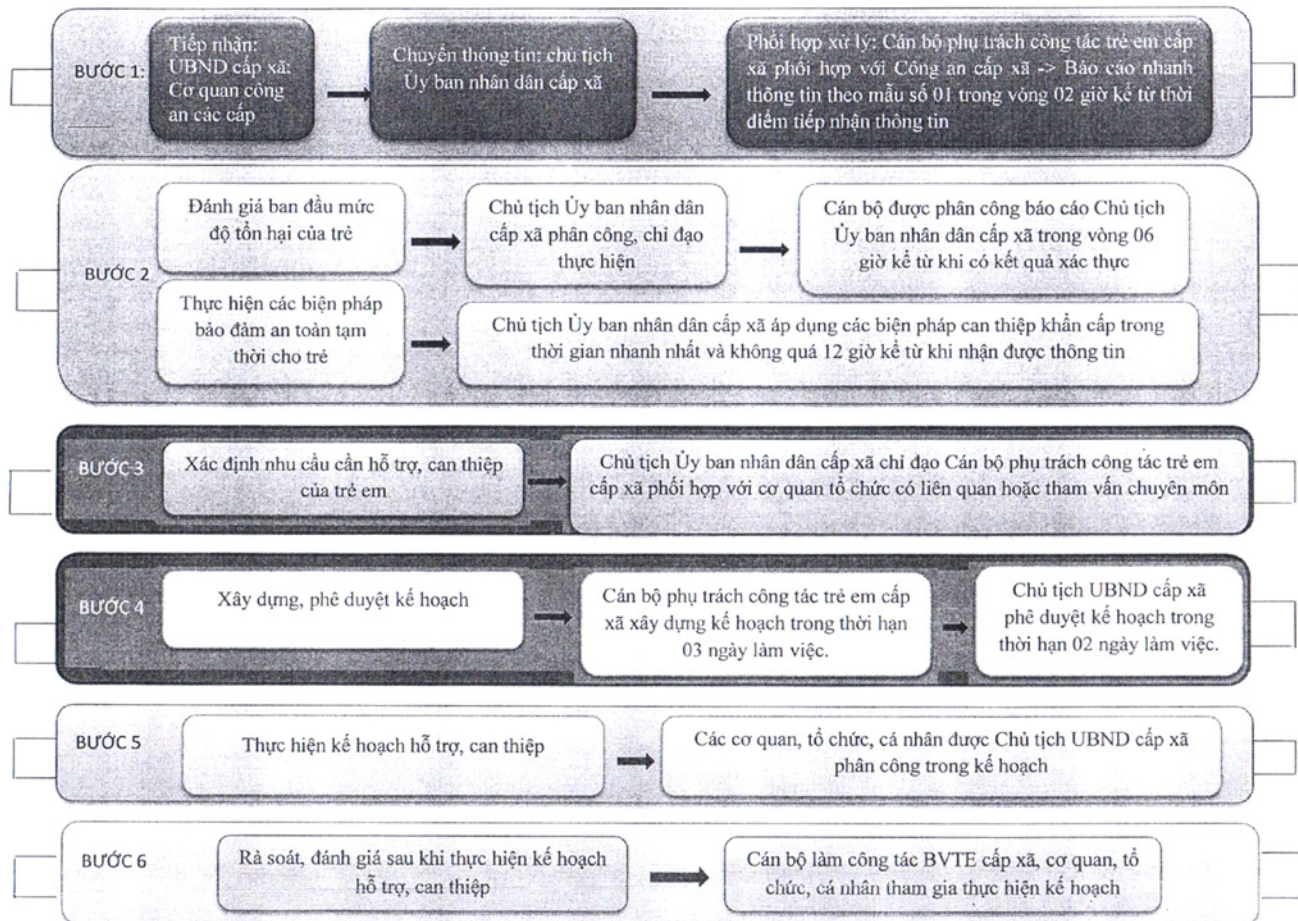 BƯỚC 1:
Tiếp nhận:
UBND cấp xã:
Cơ quan công
an các cấp
Chuyển thông tin: chủ tịch
Ủy ban nhân dân cấp xã
Phối hợp xử lý: Cán bộ phụ trách công tác trẻ em cấp
xã phối hợp với Công an cấp xã -> Báo cáo nhanh
thông tin theo mẫu số 01 trong vòng 02 giờ kể từ thời
điểm tiếp nhận thông tin
BƯỚC 2
Đánh giá ban đầu mức
độ tổn hại của trẻ
Chủ tịch Ủy ban nhân dân
cấp xã phân công, chỉ đạo
thực hiện
Cán bộ được phân công báo cáo Chủ tịch
Ủy ban nhân dân cấp xã trong vòng 06
giờ kể từ khi có kết quả xác thực
Thực hiện các biện pháp
bảo đảm an toàn tạm
thời cho trẻ
Chủ tịch Ủy ban nhân dân cấp xã áp dụng các biện pháp can thiệp khẩn cấp trong
thời gian nhanh nhất và không quá 12 giờ kể từ khi nhận được thông tin
BƯỚC 3
Xác định nhu cầu cần hỗ trợ, can thiệp
của trẻ em
Chủ tịch Ủy ban nhân dân cấp xã chỉ đạo Cán bộ phụ trách công tác trẻ em
cấp xã phối hợp với cơ quan tổ chức có liên quan hoặc tham vấn chuyên môn
BƯỚC 4
Xây dựng, phê duyệt kế hoạch
Cán bộ phụ trách công tác trẻ em cấp
xã xây dựng kế hoạch trong thời hạn
03 ngày làm việc.
Chủ tịch UBND cấp xã
phê duyệt kế hoạch trong
thời hạn 02 ngày làm việc.
BƯỚC 5
Thực hiện kế hoạch hỗ trợ, can thiệp
Các cơ quan, tổ chức, cá nhân được Chủ tịch UBND cấp xã
phân công trong kế hoạch
BƯỚC 6
Rà soát, đánh giá sau khi thực hiện kế hoạch
hỗ trợ, can thiệp
Cán bộ làm công tác BVTE cấp xã, cơ quan, tổ
chức, cá nhân tham gia thực hiện kế hoạch